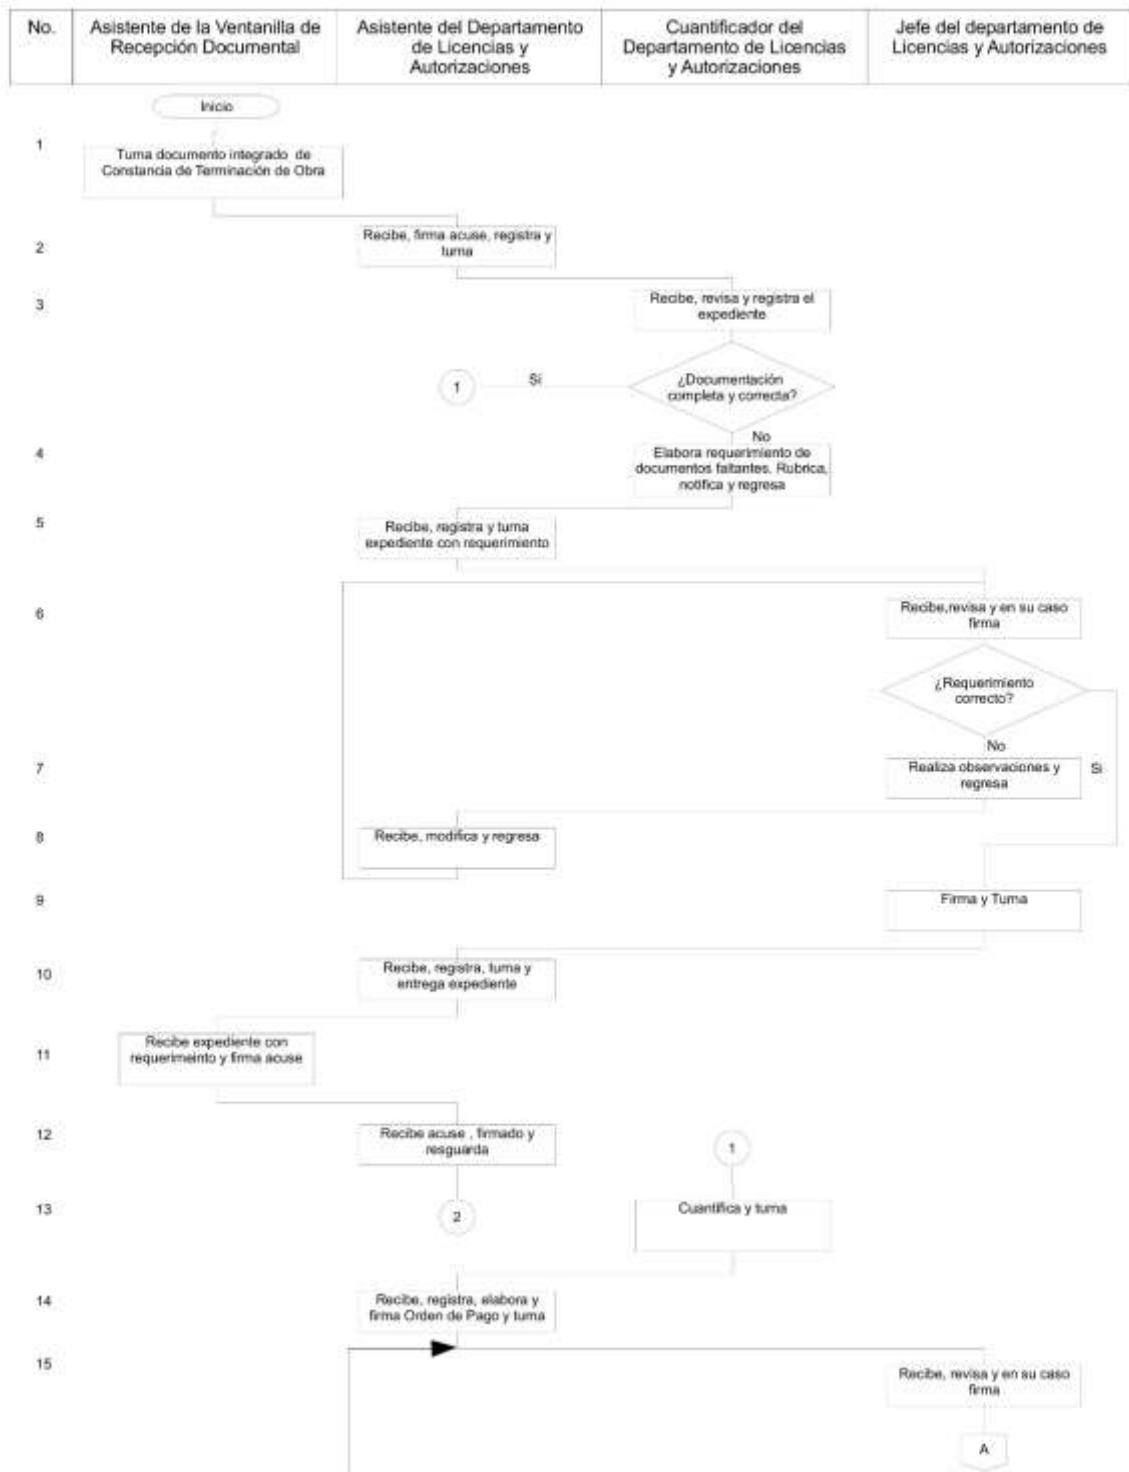 No.
Asistente de la Ventanilla de
Recepción Documental
Asistente del Departamento
de Licencias y
Autorizaciones
Cuantificador del
Departamento de Licencias
y Autorizaciones
Jefe del departamento de
Licencias y Autorizaciones
Inicio
1
Turna documento integrado de
Constancia de Terminación de Obra
2
Recibe, firma acuse, registra y
turna
3
Recibe, revisa y registra el
expediente
1
Si
¿Documentación
completa y correcta?
No
4
Elabora requerimiento de
documentos faltantes. Rubrica,
notifica y regresa
5
Recibe, registra y turna
expediente con requerimiento
6
Recibe,revisa y en su caso
firma
¿Requerimiento
correcto?
No
7
Realiza observaciones y
regresa
Si
8
Recibe, modifica y regresa
9
Firma y Turna
10
Recibe, registra, turna y
entrega expediente
11
Recibe expediente con
requerimeinto y firma acuse
12
Recibe acuse , firmado y
resguarda
1
13
2
Cuantifica y turna
14
Recibe, registra, elabora y
firma Orden de Pago y turna
15
Recibe, revisa y en su caso
firma
A